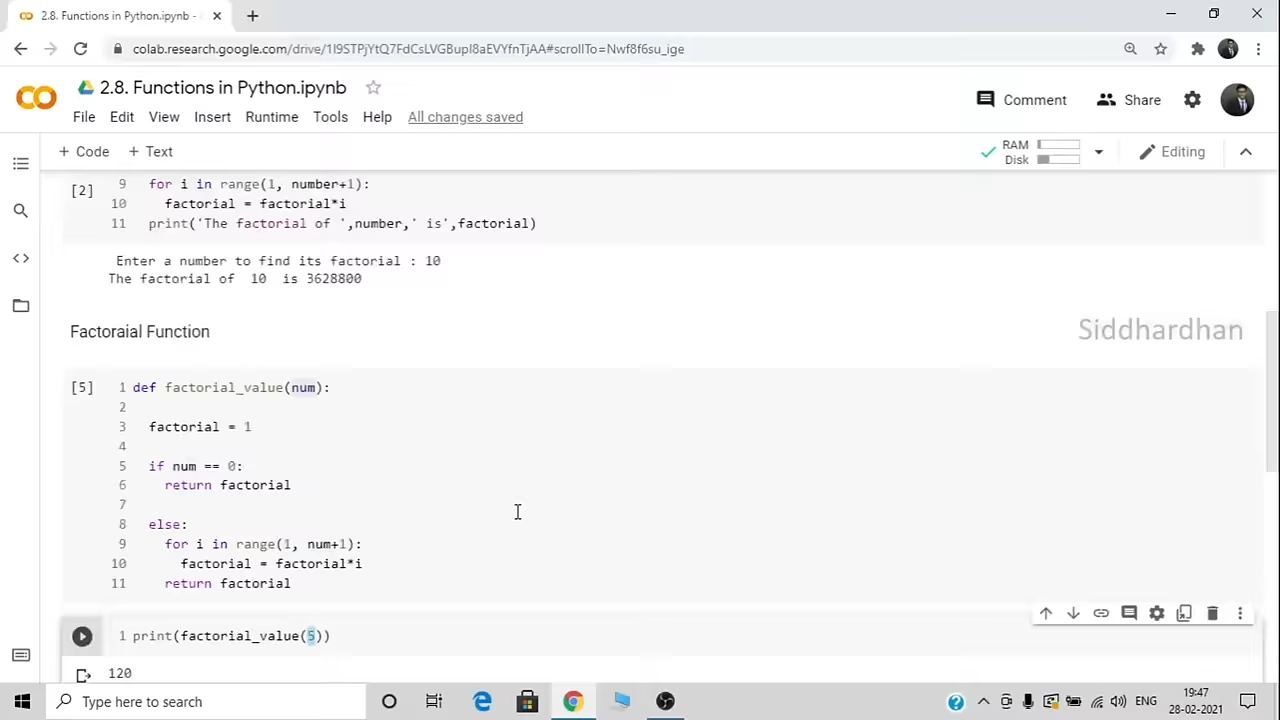 2.8. Functions in Python.ipynb -
colab.research.google.com/drive/1I9STPjYtQ7FdCsLVGBupI8aEVYfnTjAA#scrollTo=Nwf8f6su_ige
CO
2.8. Functions in Python.ipynb
File Edit View Insert Runtime Tools Help All changes saved
Comment Share
+ Code + Text
RAM
Disk
Editing
[2]
9 for i in range(1, number+1):
10 factorial = factorial*i
11 print('The factorial of ',number,' is',factorial)
Enter a number to find its factorial : 10
The factorial of  10  is 3628800
Factoraial Function
Siddhardhan
[5]
1 def factorial_value(num):
2
3 factorial = 1
4
5 if num == 0:
6 return factorial
7
8 else:
9 for i in range(1, num+1):
10 factorial = factorial*i
11 return factorial
1 print(factorial_value(5))
120
Type here to search
ENG
19:47
28-02-2021